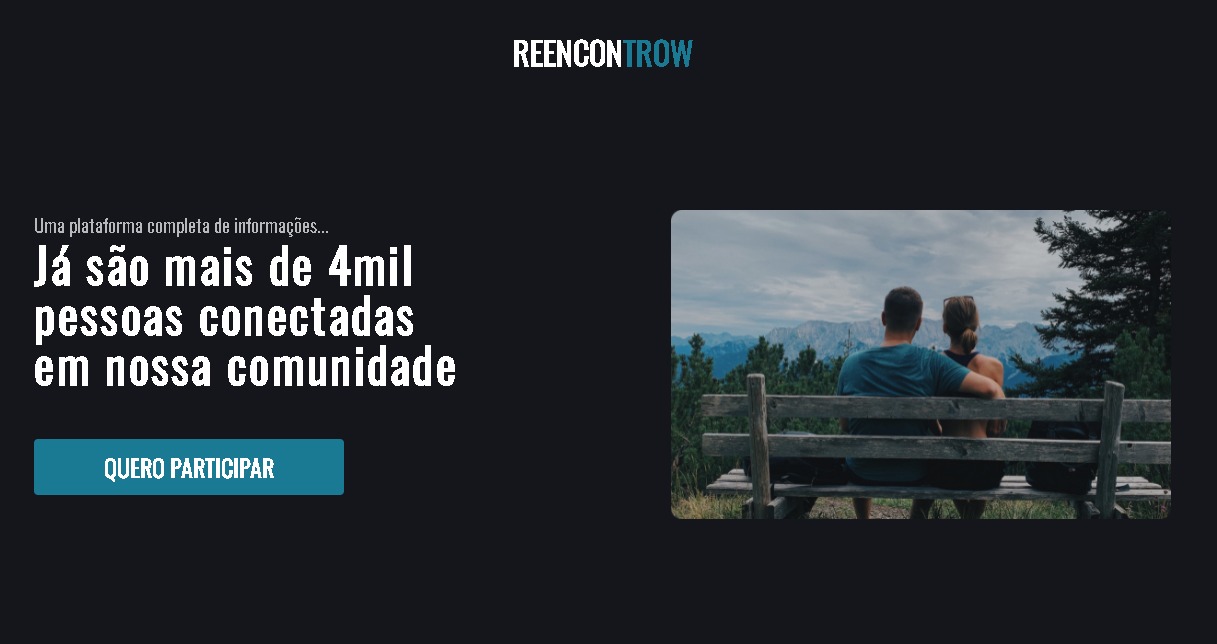 REENCONTROW
Uma plataforma completa de informações...
Já são mais de 4mil
pessoas conectadas
em nossa comunidade
QUERO PARTICIPAR